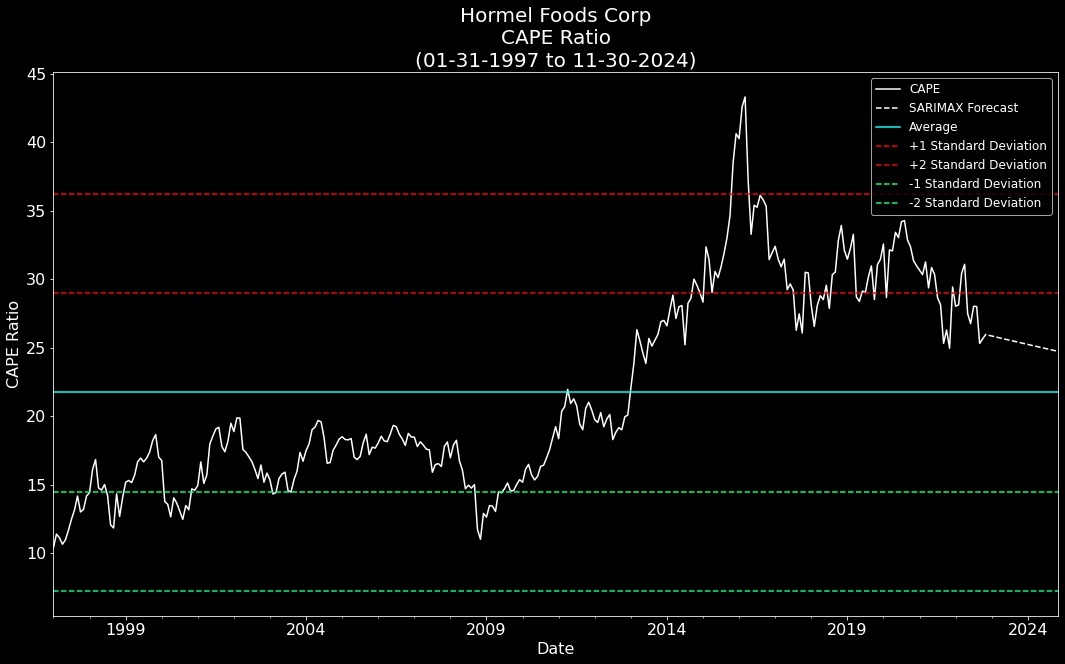 Hormel Foods Corp
CAPE Ratio
(01-31-1997 to 11-30-2024)
45
40
35
30
25
20
15
10
CAPE Ratio
CAPE
SARIMAX Forecast
Average
+1 Standard Deviation
+2 Standard Deviation
-1 Standard Deviation
-2 Standard Deviation
1999
2004
2009
2014
2019
2024
Date